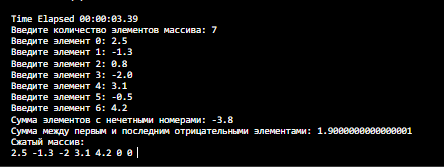 Time Elapsed 00:00:03.39
Введите количество элементов массива: 7
Введите элемент 0: 2.5
Введите элемент 1: -1.3
Введите элемент 2: 0.8
Введите элемент 3: -2.0
Введите элемент 4: 3.1
Введите элемент 5: -0.5
Введите элемент 6: 4.2
Сумма элементов с нечетными номерами: -3.8
Сумма между первым и последним отрицательными элементами: 1.9000000000000001
Сжатый массив:
2.5 -1.3 -2 3.1 4.2 0 0